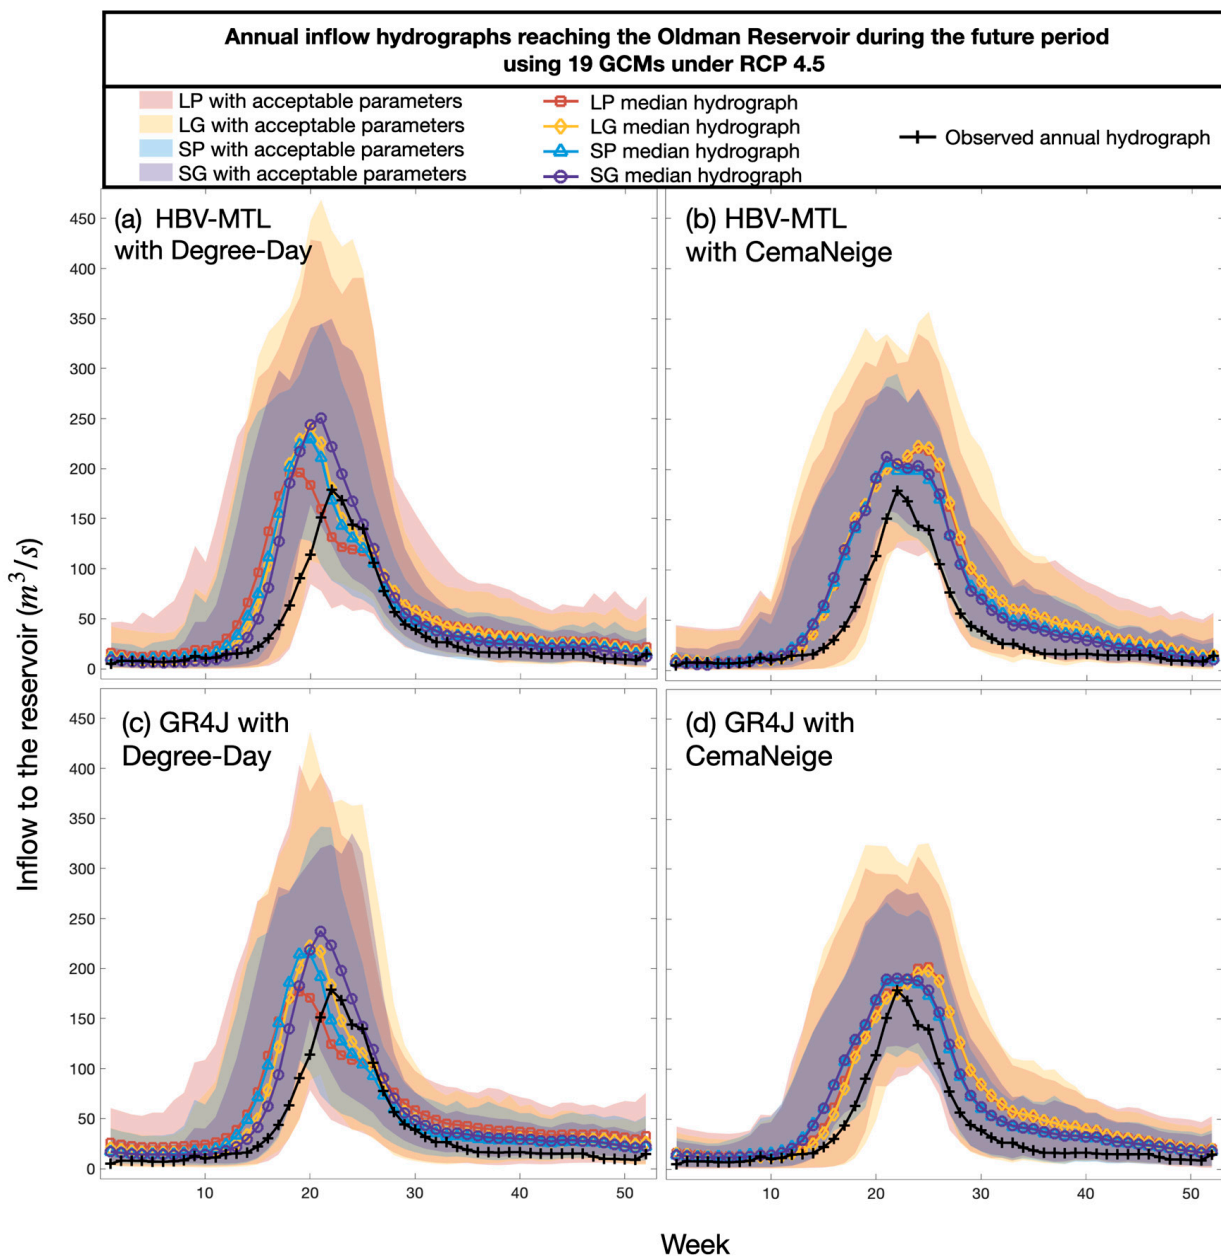 Annual inflow hydrographs reaching the Oldman Reservoir during the future period
using 19 GCMs under RCP 4.5
LP with acceptable parameters
LG with acceptable parameters
SP with acceptable parameters
SG with acceptable parameters
LP median hydrograph
LG median hydrograph
SP median hydrograph
SG median hydrograph
Observed annual hydrograph
(a) HBV-MTL
with Degree-Day
(b) HBV-MTL
with CemaNeige
450
400
350
300
250
200
150
100
50
0
(c) GR4J with
Degree-Day
(d) GR4J with
CemaNeige
450
400
350
300
250
200
150
100
50
0
10 20 30 40 50
10 20 30 40 50
Inflow to the reservoir (m³/s)
Week